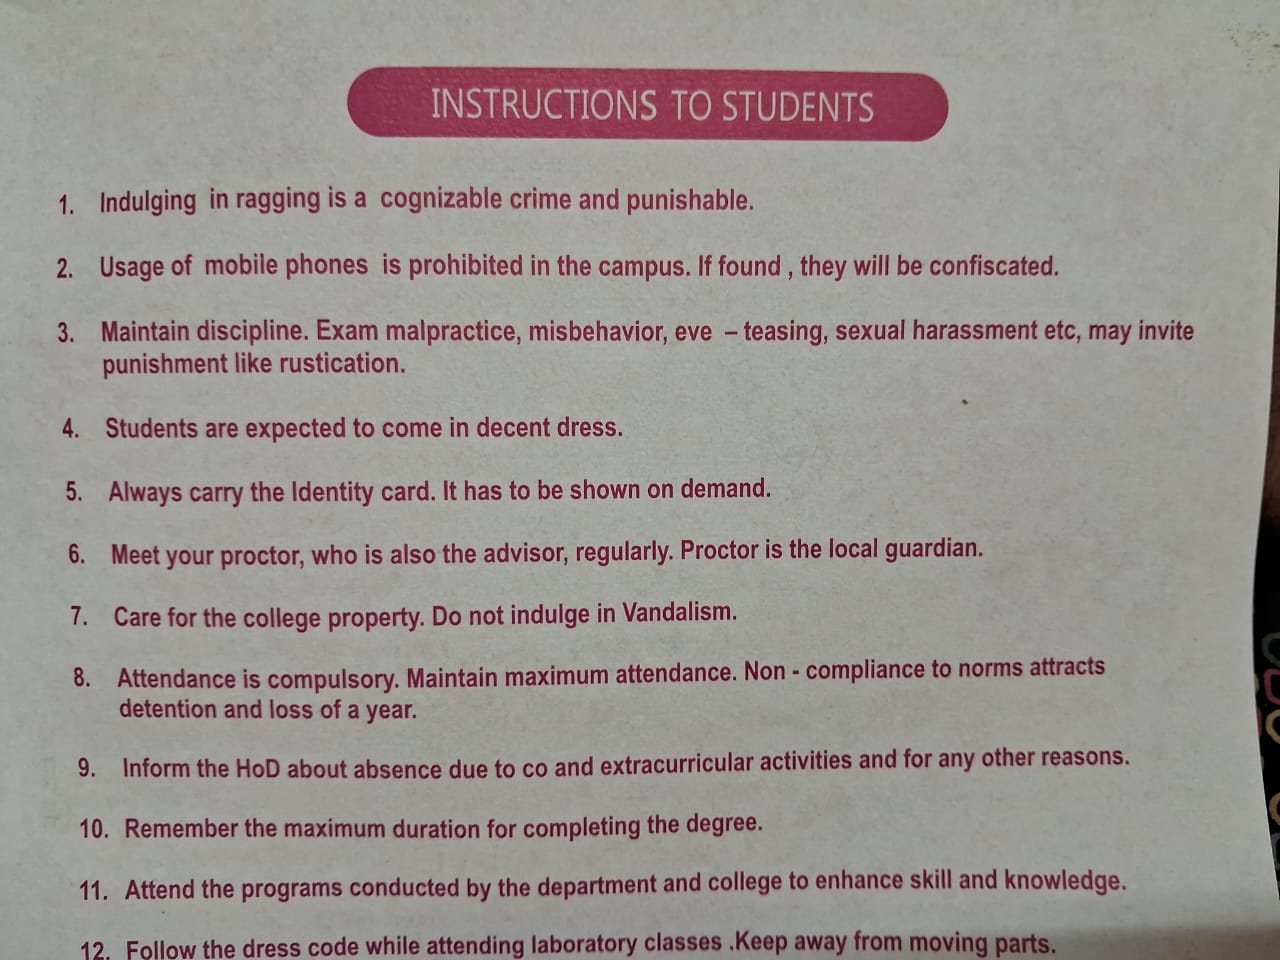 INSTRUCTIONS TO STUDENTS
1. Indulging in ragging is a cognizable crime and punishable.
2. Usage of mobile phones is prohibited in the campus. If found , they will be confiscated.
3. Maintain discipline. Exam malpractice, misbehavior, eve – teasing, sexual harassment etc, may invite
punishment like rustication.
4. Students are expected to come in decent dress.
5. Always carry the Identity card. It has to be shown on demand.
6. Meet your proctor, who is also the advisor, regularly. Proctor is the local guardian.
7. Care for the college property. Do not indulge in Vandalism.
8. Attendance is compulsory. Maintain maximum attendance. Non - compliance to norms attracts
detention and loss of a year.
9. Inform the HoD about absence due to co and extracurricular activities and for any other reasons.
10. Remember the maximum duration for completing the degree.
11. Attend the programs conducted by the department and college to enhance skill and knowledge.
12. Follow the dress code while attending laboratory classes .Keep away from moving parts.